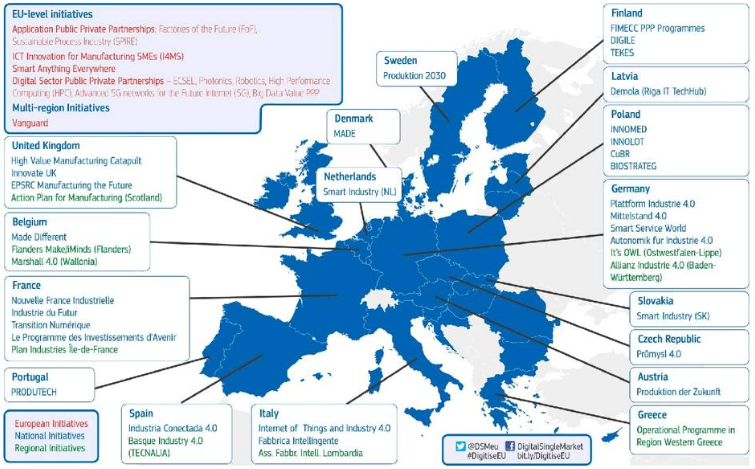 EU-level initiatives
Application Public Private Partnerships: Factories of the Future (FoF),
Sustainable Process Industry (SPIRE)
ICT Innovation for Manufacturing SMEs (I4MS)
Smart Anything Everywhere
Digital Sector Public Private Partnerships – ECSEL, Photonics, Robotics, High Performance
Computing (HPC), Advanced 5G networks for the Future Internet (5G), Big Data Value PPP
Multi-region Initiatives
Vanguard
United Kingdom
High Value Manufacturing Catapult
Innovate UK
EPSRC Manufacturing the Future
Action Plan for Manufacturing (Scotland)
Belgium
Made Different
Flanders Make/iMinds (Flanders)
Marshall 4.0 (Wallonia)
France
Nouvelle France Industrielle
Industrie du Futur
Transition Numérique
Le Programme des Investissements d'Avenir
Plan Industries Île-de-France
Portugal
PRODUTECH
European Initiatives
National Initiatives
Regional Initiatives
Spain
Industria Conectada 4.0
Basque Industry 4.0
(TECNALIA)
Italy
Internet of Things and Industry 4.0
Fabbrica Intellingente
Ass. Fabbr. Intell. Lombardia
Denmark
MADE
Netherlands
Smart Industry (NL)
Sweden
Produktion 2030
Finland
FIMECC PPP Programmes
DIGILE
TEKES
Latvia
Demola (Riga IT TechHub)
Poland
INNOMED
INNOLOT
CuBR
BIOSTRATEG
Germany
Plattform Industrie 4.0
Mittelstand 4.0
Smart Service World
Autonomik fur Industrie 4.0
It's OWL (Ostwestfalen-Lippe)
Allianz Industrie 4.0 (Baden-
Württemberg)
Slovakia
Smart Industry (SK)
Czech Republic
Průmysl 4.0
Austria
Produktion der Zukunft
Greece
Operational Programme in
Region Western Greece
@DSMeu DigitalSingleMarket
#DigitiseEU bit.ly/DigitiseEU